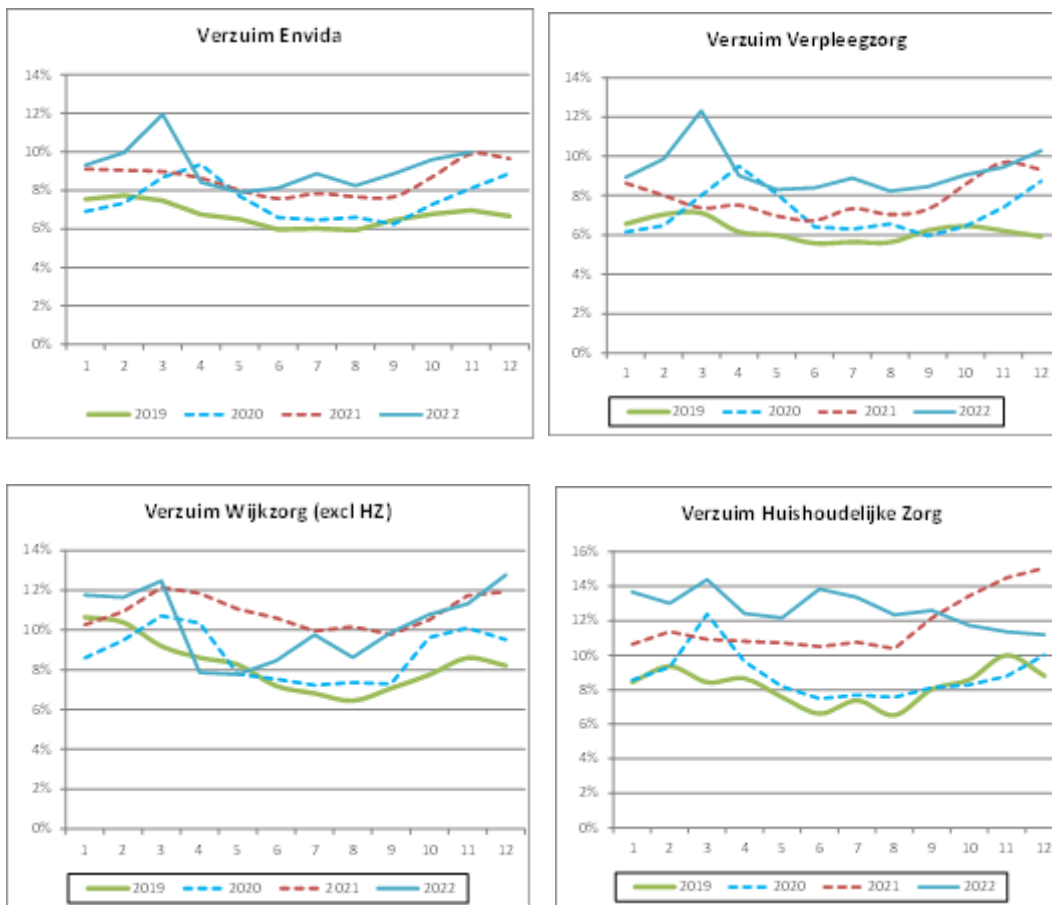 Verzuim Envida
14%
12%
10%
8%
6%
4%
2%
0%
1 2 3 4 5 6 7 8 9 10 11 12
2019 2020 2021 2022
Verzuim Verpleegzorg
14%
12%
10%
8%
6%
4%
2%
0%
1 2 3 4 5 6 7 8 9 10 11 12
2019 2020 2021 2022
Verzuim Wijkzorg (excl HZ)
14%
12%
10%
8%
6%
4%
2%
0%
1 2 3 4 5 6 7 8 9 10 11 12
2019 2020 2021 2022
Verzuim Huishoudelijke Zorg
16%
14%
12%
10%
8%
6%
4%
2%
0%
1 2 3 4 5 6 7 8 9 10 11 12
2019 2020 2021 2022